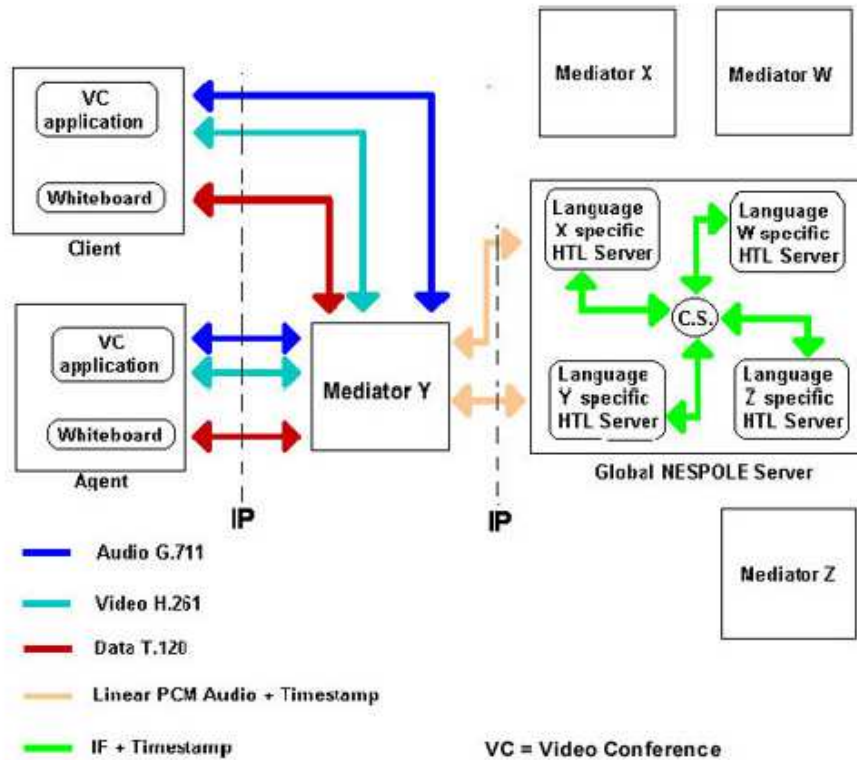 Mediator X
Mediator W
VC
application
Whiteboard
Client
Language
X specific
HTL Server
Language
W specific
HTL Server
C.S.
VC
application
Whiteboard
Agent
Mediator Y
Language
Y specific
HTL Server
Language
Z specific
HTL Server
Global NESPOLE Server
IP
IP
Audio G.711
Video H.261
Data T.120
Linear PCM Audio + Timestamp
IF + Timestamp
Mediator Z
VC = Video Conference